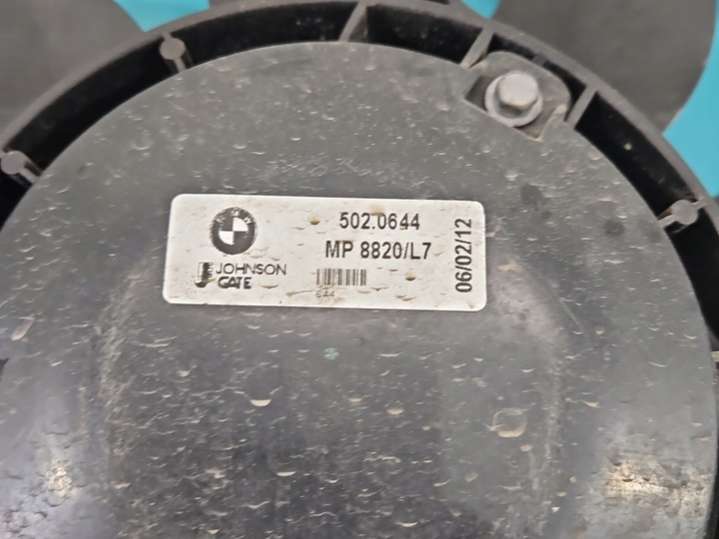 502.0644
MP 8820/L7
JOHNSON
GATE
06/02/12